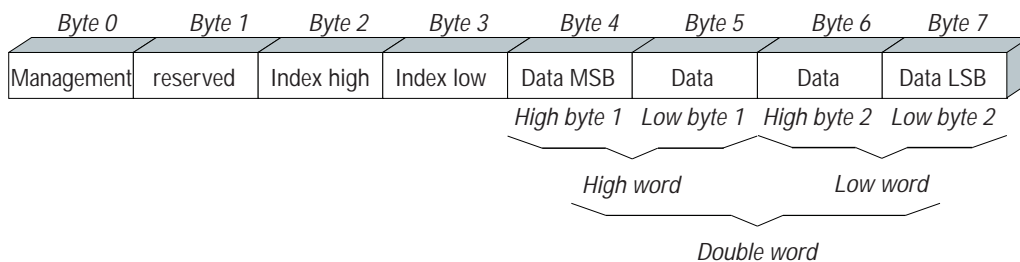 Byte 0 Byte 1 Byte 2 Byte 3 Byte 4 Byte 5 Byte 6 Byte 7
Management reserved Index high Index low Data MSB Data Data Data LSB
High byte 1 Low byte 1 High byte 2 Low byte 2
High word Low word
Double word